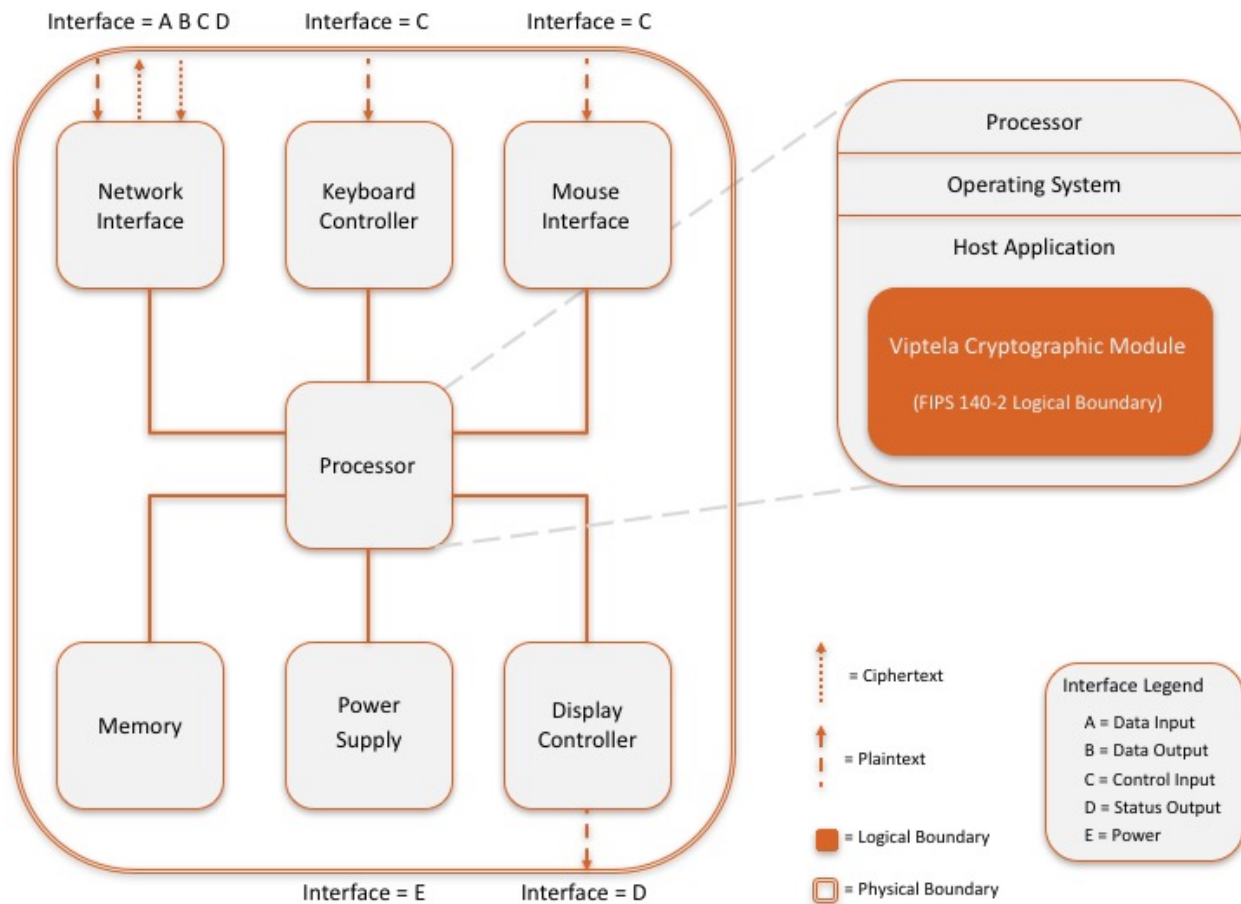 Interface = A B C D
Interface = C
Interface = C
Network
Interface
Keyboard
Controller
Mouse
Interface
Processor
Memory
Power
Supply
Display
Controller
Interface = E
Interface = D
Processor
Operating System
Host Application
Viptela Cryptographic Module
(FIPS 140-2 Logical Boundary)
= Ciphertext
= Plaintext
= Logical Boundary
= Physical Boundary
Interface Legend
A = Data Input
B = Data Output
C = Control Input
D = Status Output
E = Power